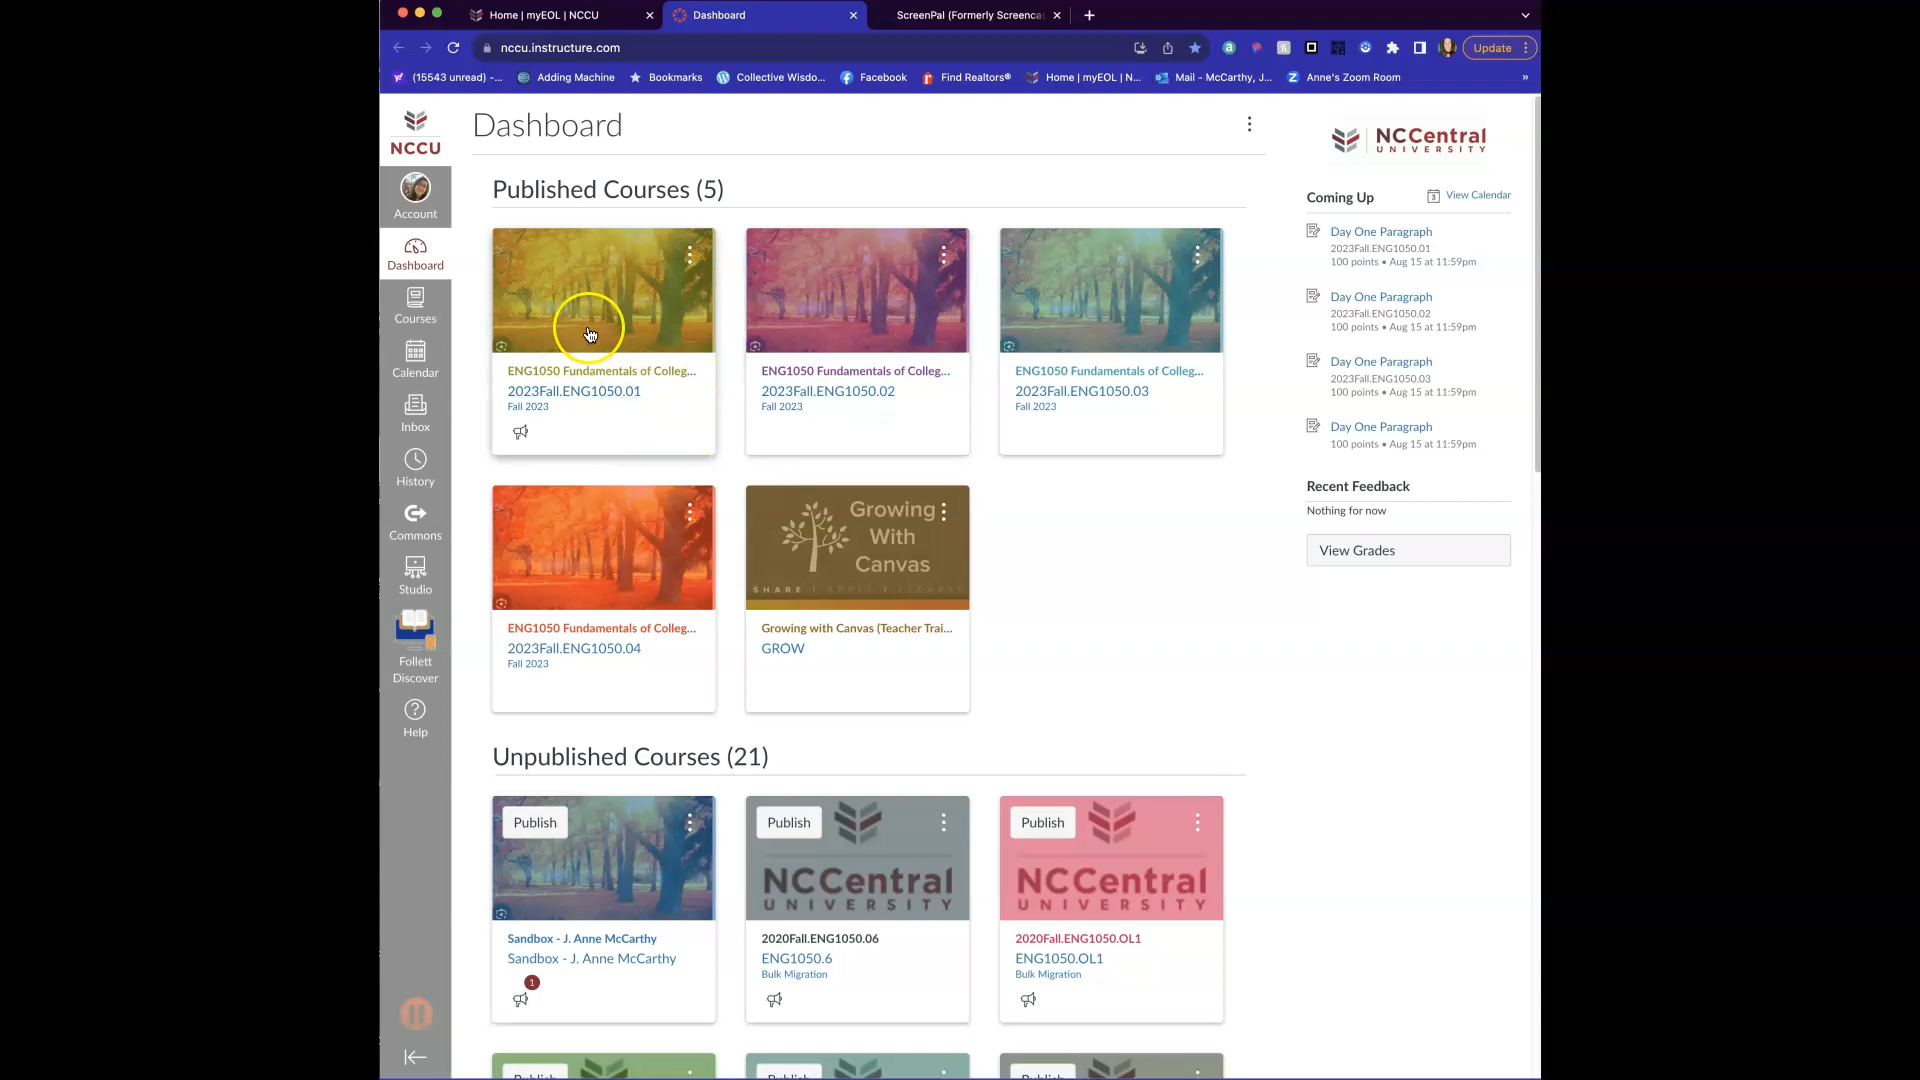 Home | myEOL | NCCU
Dashboard
ScreenPal (Formerly Screencas
nccu.instructure.com
Update
(15543 unread) -...
Adding Machine
Bookmarks
Collective Wisdo...
Facebook
Find Realtors®
Home | myEOL | N...
Mail - McCarthy, J...
Anne's Zoom Room
»
NCCU
Account
Dashboard
Courses
Calendar
Inbox
History
Commons
Studio
Follett
Discover
Help
Dashboard
Published Courses (5)
ENG1050 Fundamentals of Colleg...
2023Fall.ENG1050.01
Fall 2023
ENG1050 Fundamentals of Colleg...
2023Fall.ENG1050.02
Fall 2023
ENG1050 Fundamentals of Colleg...
2023Fall.ENG1050.03
Fall 2023
ENG1050 Fundamentals of Colleg...
2023Fall.ENG1050.04
Fall 2023
Growing
With
Canvas
SHARE | APPLY | ELEVATE
Growing with Canvas (Teacher Trai...
GROW
Unpublished Courses (21)
Publish
Sandbox - J. Anne McCarthy
Sandbox - J. Anne McCarthy
1
Publish
NCCentral
UNIVERSITY
2020Fall.ENG1050.06
ENG1050.6
Bulk Migration
Publish
NCCentral
UNIVERSITY
2020Fall.ENG1050.OL1
ENG1050.OL1
Bulk Migration
Publish
Publish
Publish
NCCentral
UNIVERSITY
Coming Up
3
View Calendar
Day One Paragraph
2023Fall.ENG1050.01
100 points • Aug 15 at 11:59pm
Day One Paragraph
2023Fall.ENG1050.02
100 points • Aug 15 at 11:59pm
Day One Paragraph
2023Fall.ENG1050.03
100 points • Aug 15 at 11:59pm
Day One Paragraph
100 points • Aug 15 at 11:59pm
Recent Feedback
Nothing for now
View Grades